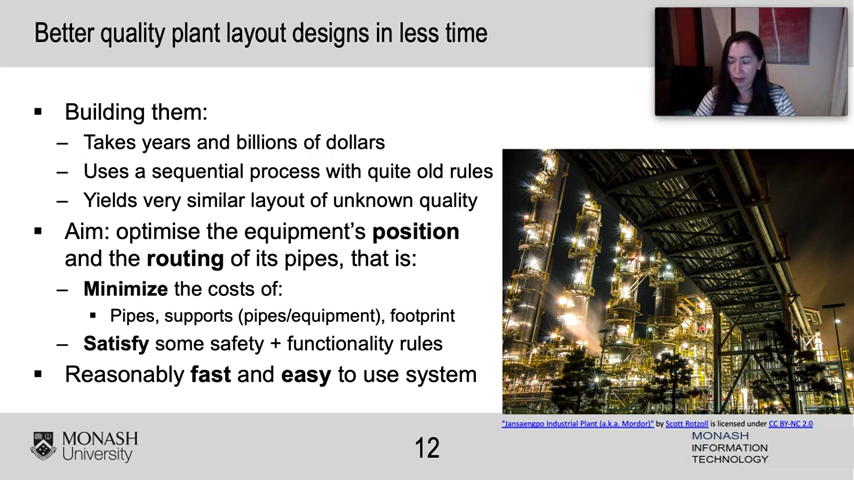 Better quality plant layout designs in less time
▪ Building them:
– Takes years and billions of dollars
– Uses a sequential process with quite old rules
– Yields very similar layout of unknown quality
▪ Aim: optimise the equipment’s position
and the routing of its pipes, that is:
– Minimize the costs of:
▪ Pipes, supports (pipes/equipment), footprint
– Satisfy some safety + functionality rules
▪ Reasonably fast and easy to use system
"Jansaengpo Industrial Plant (a.k.a. Mordor)" by Scott Rotzoll is licensed under CC BY-NC 2.0
MONASH
University
12
MONASH
INFORMATION
TECHNOLOGY